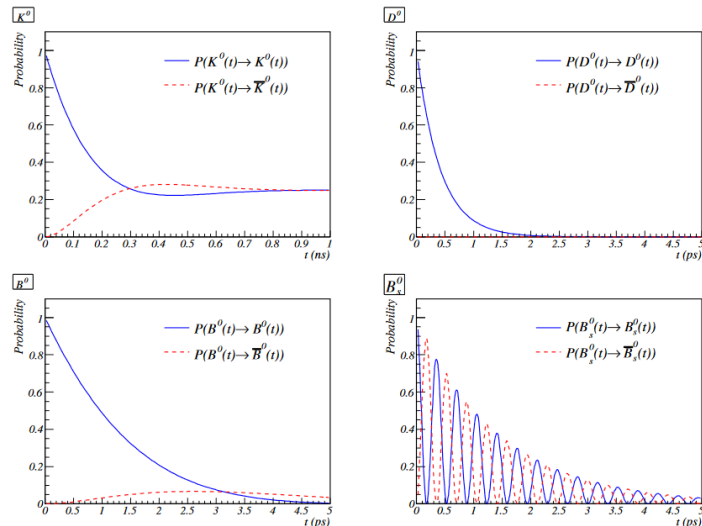 K⁰
Probability
1
0.8
0.6
0.4
0.2
0
P(K⁰(t)→ K⁰(t))
P(K⁰(t)→ K̅⁰(t))
0 0.1 0.2 0.3 0.4 0.5 0.6 0.7 0.8 0.9 1
t (ns)
D⁰
Probability
1
0.8
0.6
0.4
0.2
0
P(D⁰(t)→ D⁰(t))
P(D⁰(t)→ D̅⁰(t))
0 0.5 1 1.5 2 2.5 3 3.5 4 4.5 5
t (ps)
B⁰
Probability
1
0.8
0.6
0.4
0.2
0
P(B⁰(t)→ B⁰(t))
P(B⁰(t)→ B̅⁰(t))
0 0.5 1 1.5 2 2.5 3 3.5 4 4.5 5
t (ps)
Bₛ⁰
Probability
1
0.8
0.6
0.4
0.2
0
P(Bₛ⁰(t)→ Bₛ⁰(t))
P(Bₛ⁰(t)→ B̅ₛ⁰(t))
0 0.5 1 1.5 2 2.5 3 3.5 4 4.5 5
t (ps)